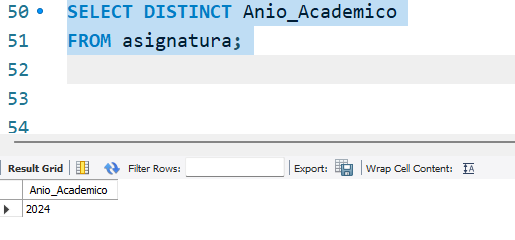 50 SELECT DISTINCT Anio_Academico
51 FROM asignatura;
52
53
54
Result Grid Filter Rows: Export: Wrap Cell Content: IA
Anio_Academico
2024